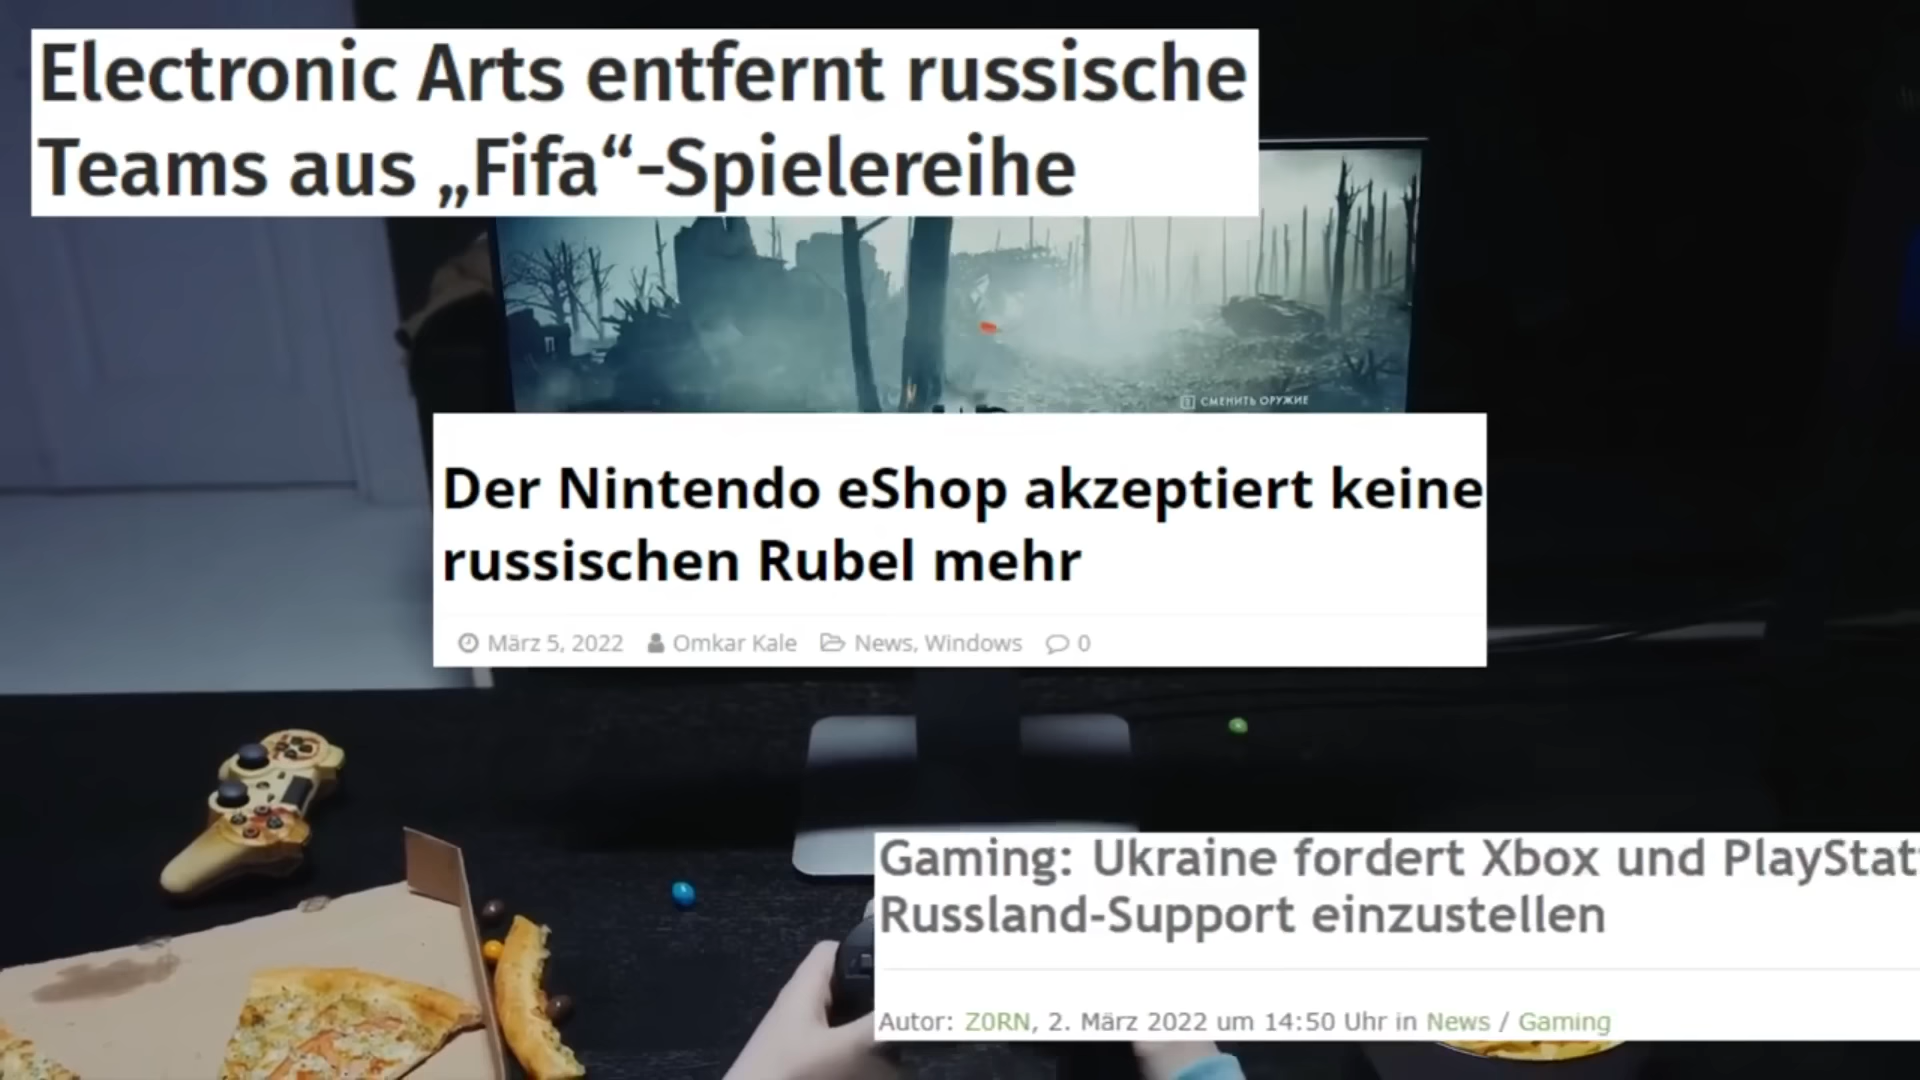 Electronic Arts entfernt russische
Teams aus „Fifa“-Spielereihe
СМЕНИТЬ ОРУЖИЕ
Der Nintendo eShop akzeptiert keine
russischen Rubel mehr
März 5, 2022 Omkar Kale News, Windows 0
Gaming: Ukraine fordert Xbox und PlayStat
Russland-Support einzustellen
Autor: Z0RN, 2. März 2022 um 14:50 Uhr in News / Gaming